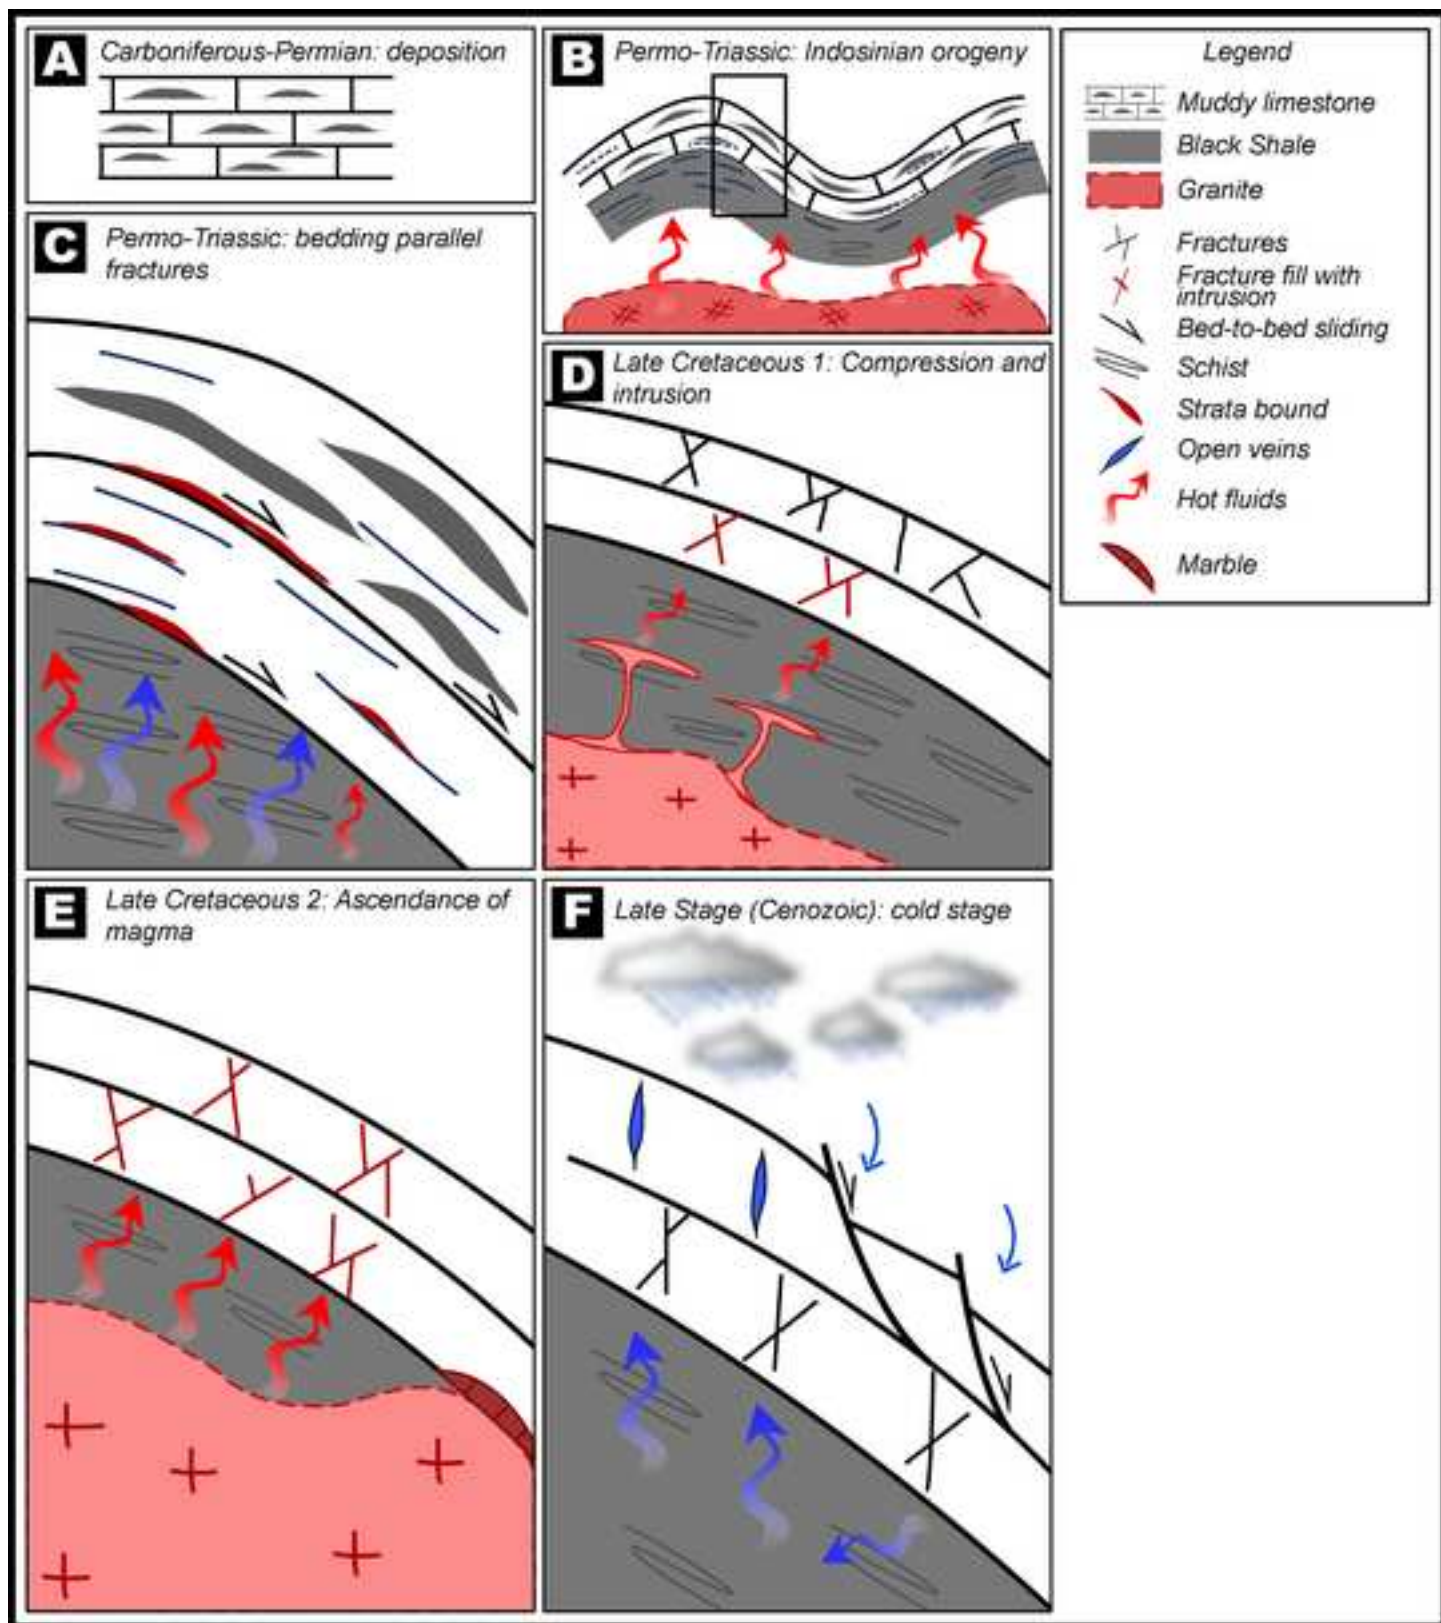 A Carboniferous-Permian: deposition
B Permo-Triassic: Indosinian orogeny
C Permo-Triassic: bedding parallel
fractures
D Late Cretaceous 1: Compression and
intrusion
E Late Cretaceous 2: Ascendance of
magma
F Late Stage (Cenozoic): cold stage
Legend
Muddy limestone
Black Shale
Granite
Fractures
Fracture fill with
intrusion
Bed-to-bed sliding
Schist
Strata bound
Open veins
Hot fluids
Marble